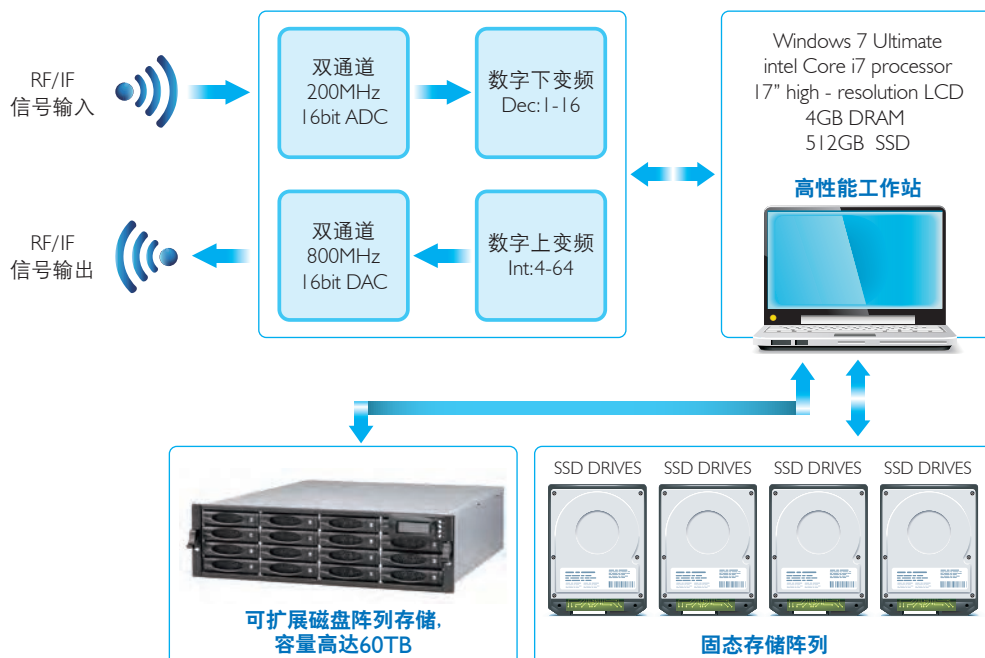 RF/IF
信号输入
双通道
200MHz
16bit ADC
数字下变频
Dec:1-16
Windows 7 Ultimate
intel Core i7 processor
17" high - resolution LCD
4GB DRAM
512GB SSD
高性能工作站
RF/IF
信号输出
双通道
800MHz
16bit DAC
数字上变频
Int:4-64
SSD DRIVES
SSD DRIVES
SSD DRIVES
SSD DRIVES
可扩展磁盘阵列存储,
容量高达60TB
固态存储阵列